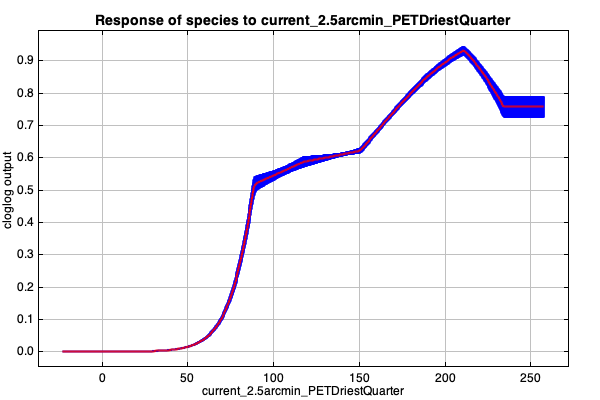 Response of species to current_2.5arcmin_PETDriestQuarter
cloglog output
0.9
0.8
0.7
0.6
0.5
0.4
0.3
0.2
0.1
0.0
0 50 100 150 200 250
current_2.5arcmin_PETDriestQuarter